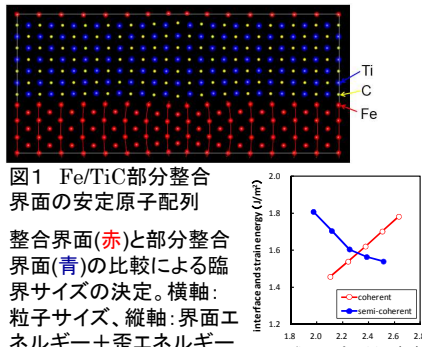 Ti
C
Fe
図1 Fe/TiC部分整合
界面の安定原子配列
整合界面(赤)と部分整合
界面(青)の比較による臨
界サイズの決定。横軸:
粒子サイズ、縦軸:界面エ
ネルギー+歪エネルギー
interface and strain energy (J/m²)
2.0
1.8
1.6
1.4
1.2
coherent
semi-coherent
1.8 2.0 2.2 2.4 2.6 2.8